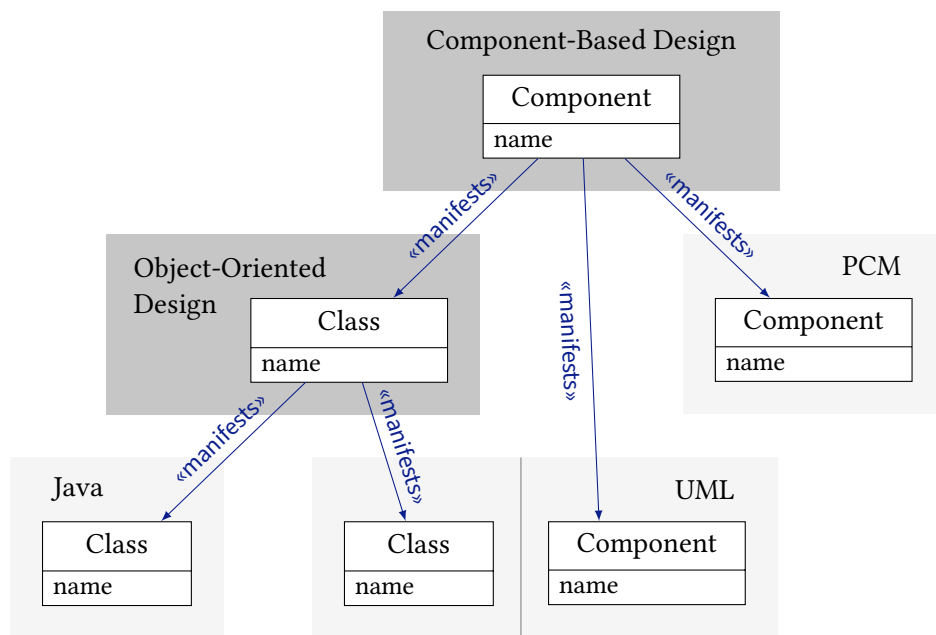 Component-Based Design
Component
name
«manifests»
«manifests»
«manifests»
Object-Oriented
Design
Class
name
PCM
Component
name
«manifests»
«manifests»
Java
Class
name
Class
name
UML
Component
name